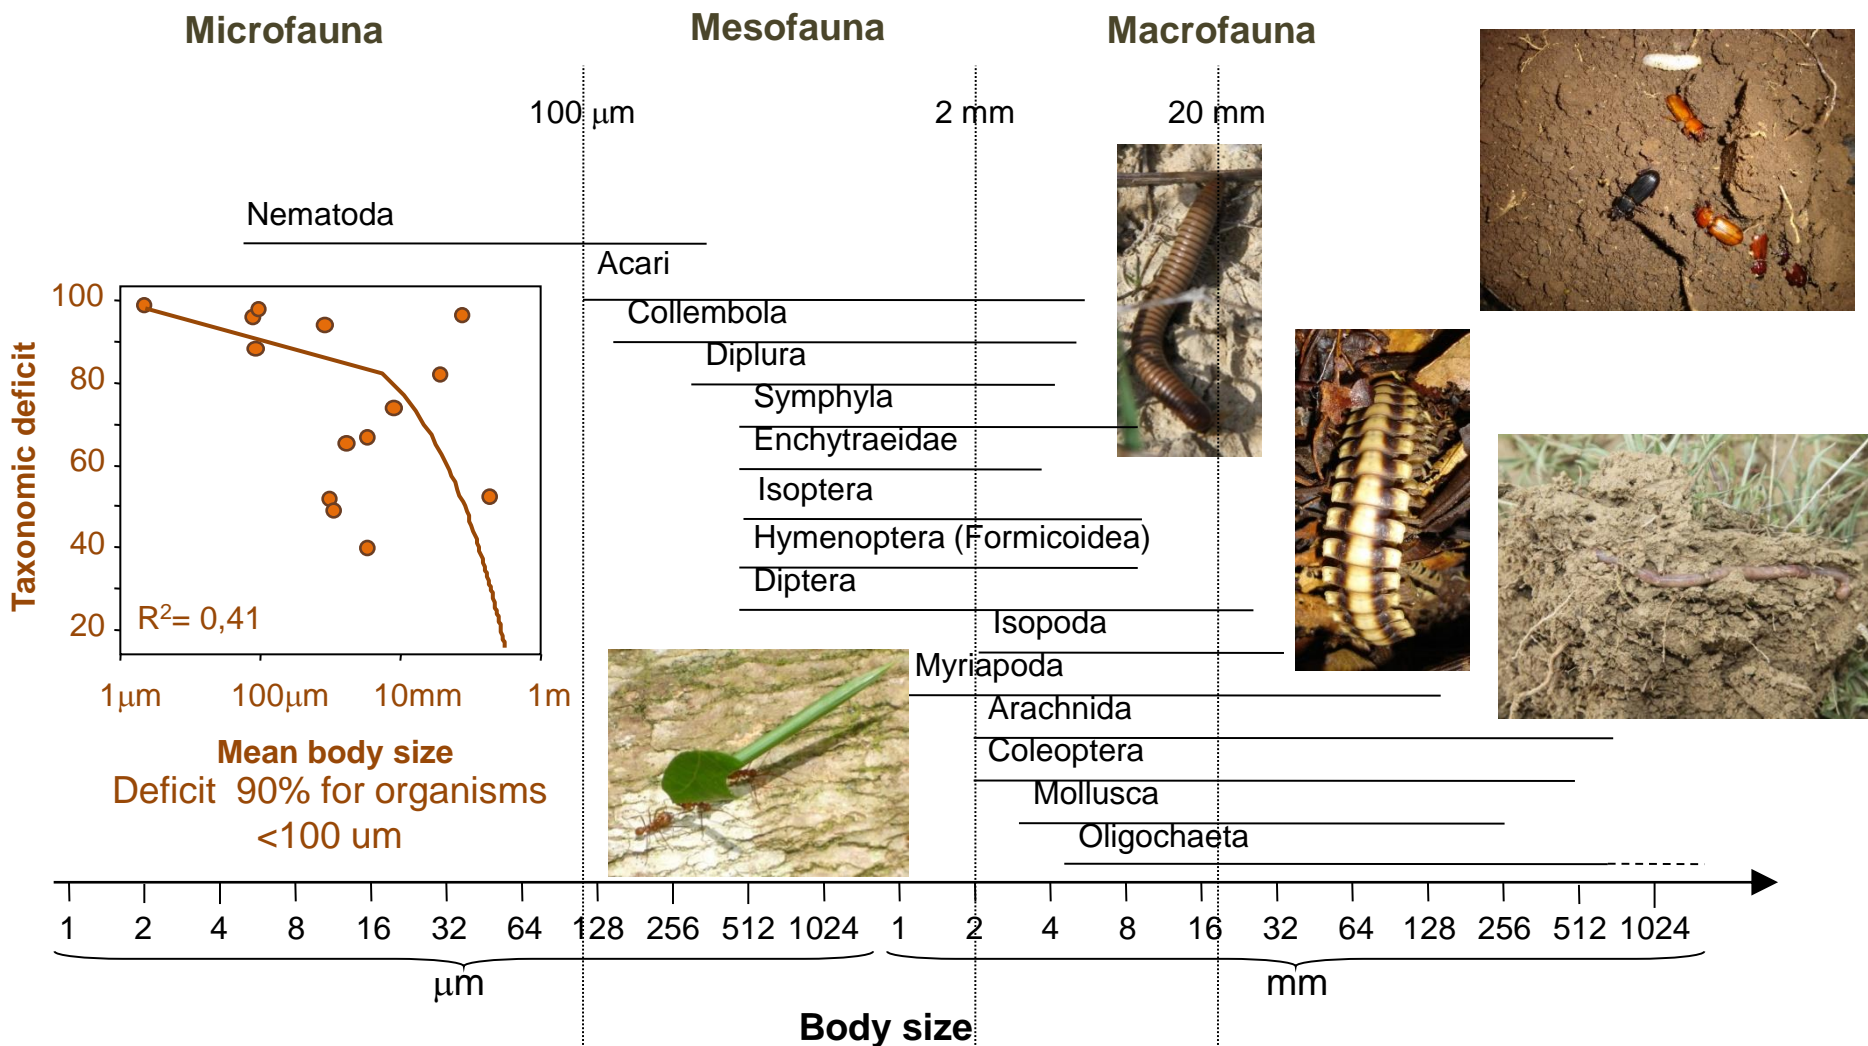 Microfauna
Mesofauna
Macrofauna
100 μm
2 mm
20 mm
Nematoda
Acari
Collembola
Diplura
Symphyla
Enchytraeidae
Isoptera
Hymenoptera (Formicoidea)
Diptera
Isopoda
Myriapoda
Arachnida
Coleoptera
Mollusca
Oligochaeta
Taxonomic deficit
100
80
60
40
20
R²= 0,41
1μm 100μm 10mm 1m
Mean body size
Deficit 90% for organisms
<100 um
1 2 4 8 16 32 64 128 256 512 1024 1 2 4 8 16 32 64 128 256 512 1024
μm mm
Body size